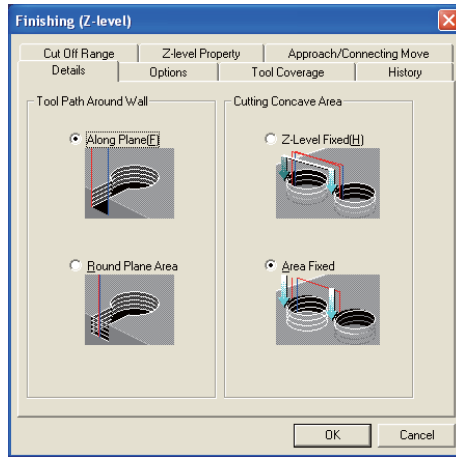 Finishing (Z-level)
Cut Off Range Z-level Property Approach/Connecting Move
Details Options Tool Coverage History
Tool Path Around Wall Cutting Concave Area
Along Plane(F) Z-Level Fixed(H)
Round Plane Area Area Fixed
OK Cancel